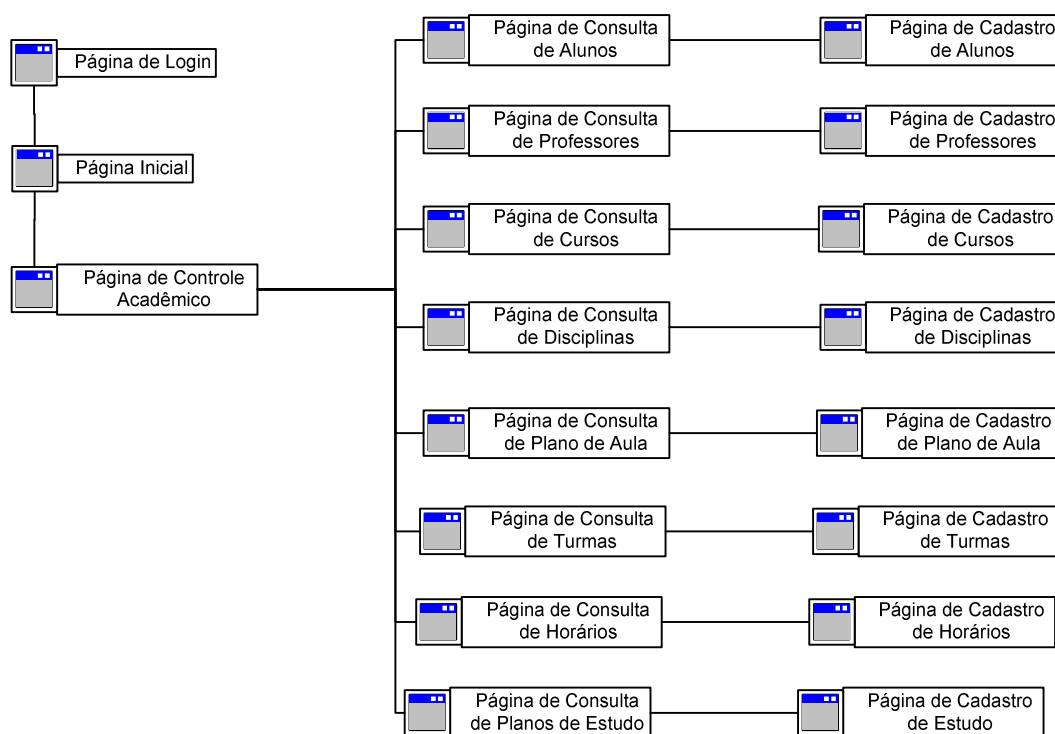 Página de Login
Página Inicial
Página de Controle
Acadêmico
Página de Consulta
de Alunos
Página de Cadastro
de Alunos
Página de Consulta
de Professores
Página de Cadastro
de Professores
Página de Consulta
de Cursos
Página de Cadastro
de Cursos
Página de Consulta
de Disciplinas
Página de Cadastro
de Disciplinas
Página de Consulta
de Plano de Aula
Página de Cadastro
de Plano de Aula
Página de Consulta
de Turmas
Página de Cadastro
de Turmas
Página de Consulta
de Horários
Página de Cadastro
de Horários
Página de Consulta
de Planos de Estudo
Página de Cadastro
de Estudo